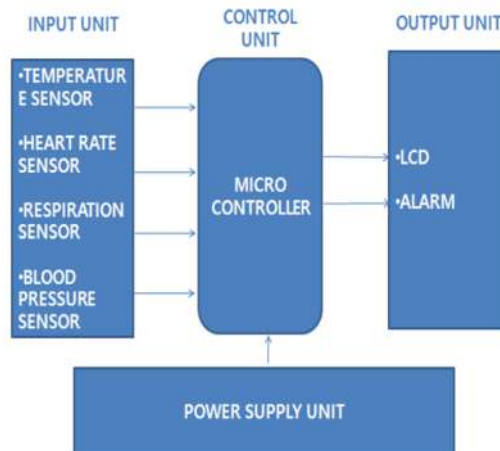 INPUT UNIT
•TEMPERATUR
E SENSOR
•HEART RATE
SENSOR
•RESPIRATION
SENSOR
•BLOOD
PRESSURE
SENSOR
CONTROL
UNIT
MICRO
CONTROLLER
OUTPUT UNIT
•LCD
•ALARM
POWER SUPPLY UNIT